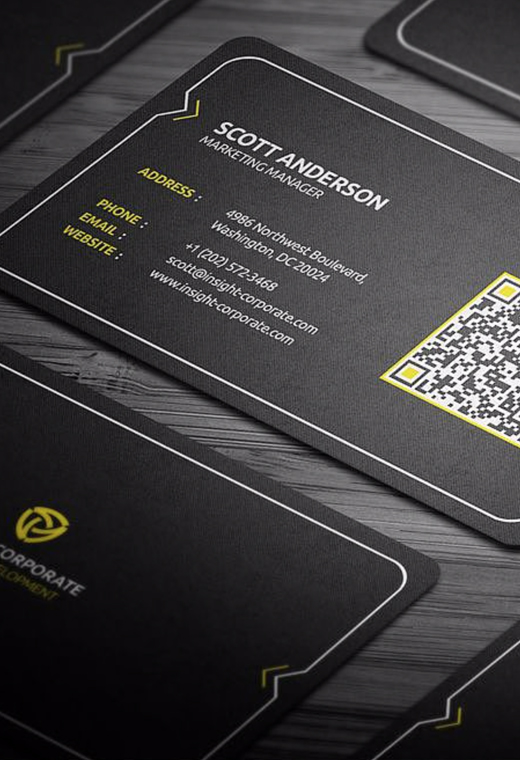 SCOTT ANDERSON
MARKETING MANAGER
ADDRESS : 4986 Northwest Boulevard,
Washington, DC 20024
PHONE : +1 (202) 572-3468
EMAIL : scott@insight-corporate.com
WEBSITE : www.insight-corporate.com
CORPORATE